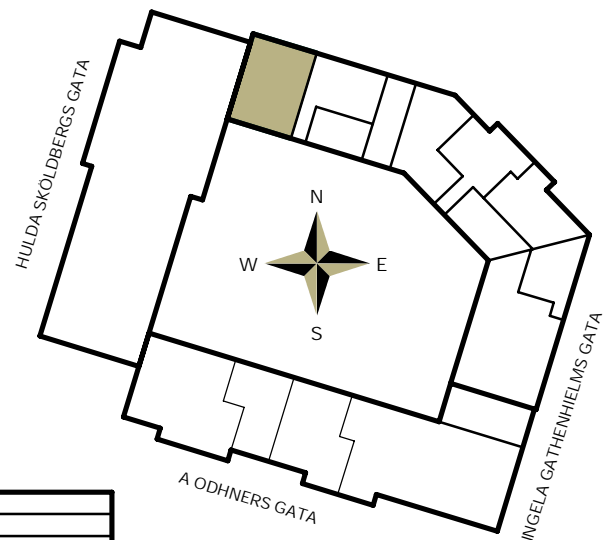 HULDA SKÖLDBERGS GATA
N
W E
S
INGELA GATHENHIELMS GATA
A ODHNERS GATA